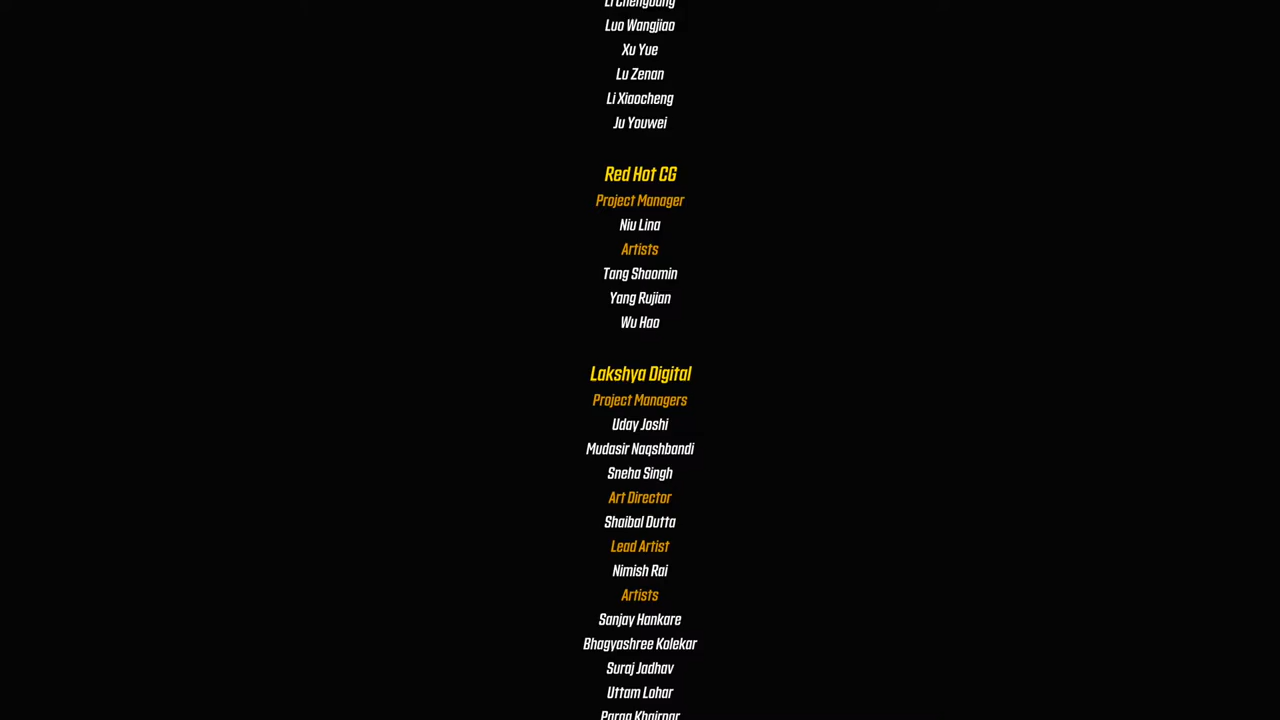 Luo Wangjiao
Xu Yue
Lu Zenan
Li Xiaocheng
Ju Youwei
Red Hot CG
Project Manager
Niu Lina
Artists
Tang Shaomin
Yang Rujian
Wu Hao
Lakshya Digital
Project Managers
Uday Joshi
Mudasir Naqshbandi
Sneha Singh
Art Director
Shaibal Dutta
Lead Artist
Nimish Rai
Artists
Sanjay Hankare
Bhagyashree Kolekar
Suraj Jadhav
Uttam Lohar